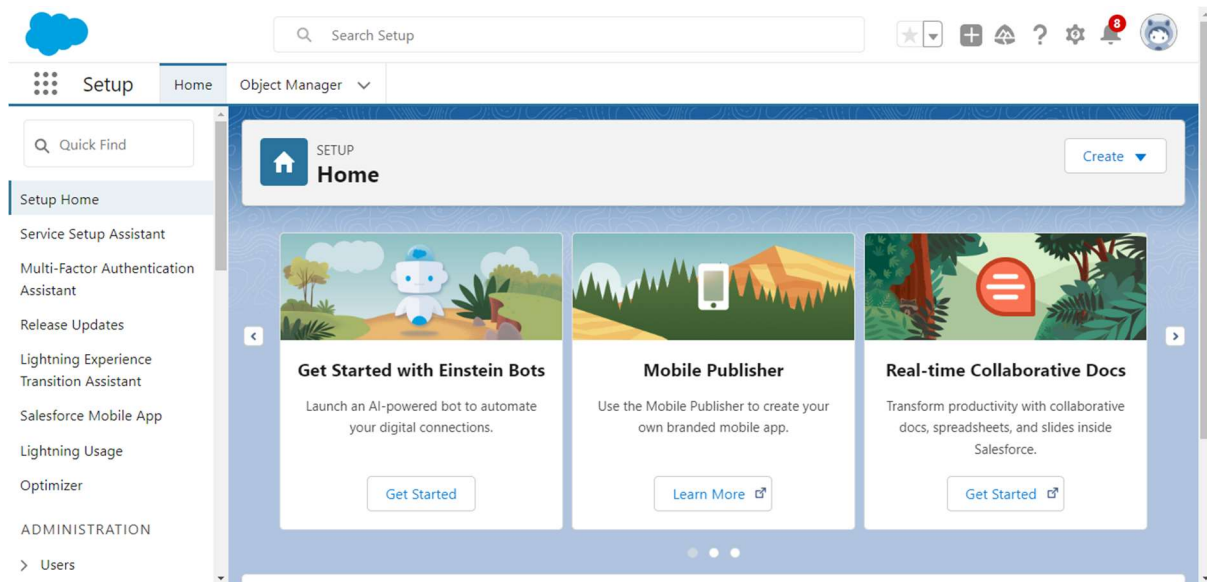 Search Setup
8
Setup
Home
Object Manager
Quick Find
Setup Home
Service Setup Assistant
Multi-Factor Authentication
Assistant
Release Updates
Lightning Experience
Transition Assistant
Salesforce Mobile App
Lightning Usage
Optimizer
ADMINISTRATION
Users
SETUP
Home
Create
Get Started with Einstein Bots
Launch an AI-powered bot to automate
your digital connections.
Get Started
Mobile Publisher
Use the Mobile Publisher to create your
own branded mobile app.
Learn More
Real-time Collaborative Docs
Transform productivity with collaborative
docs, spreadsheets, and slides inside
Salesforce.
Get Started